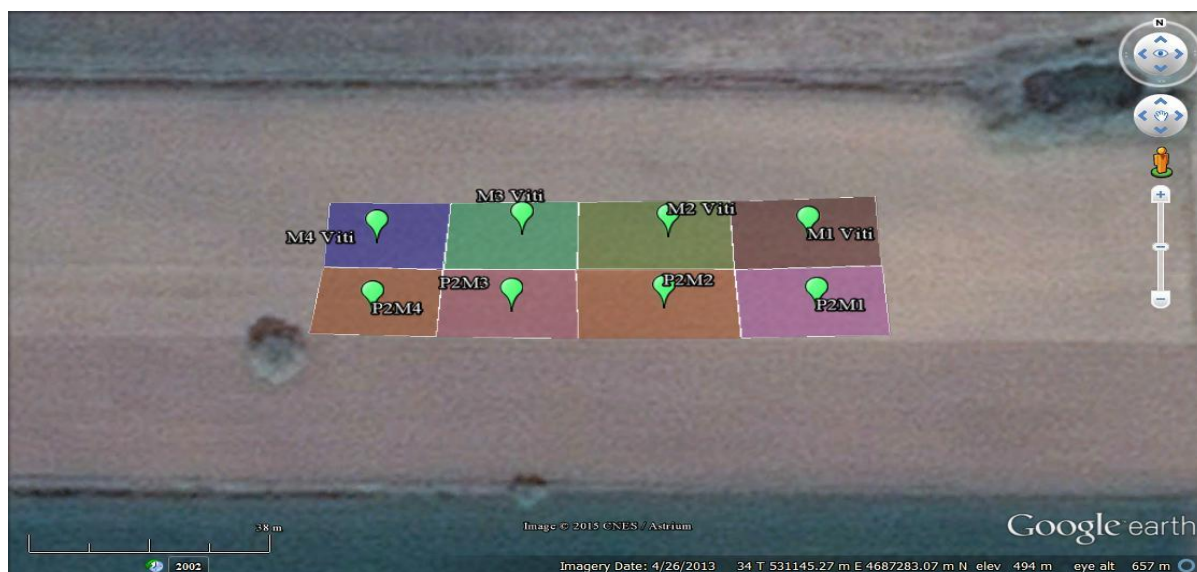 N
M3 Viti
M2 Viti
M4 Viti
M1 Viti
P2M3
P2M2
P2M4
P2M1
38 m
Image © 2015 CNES / Astrium
Google earth
2002
Imagery Date: 4/26/2013 34 T 531145.27 m E 4687283.07 m N elev 494 m eye alt 657 m